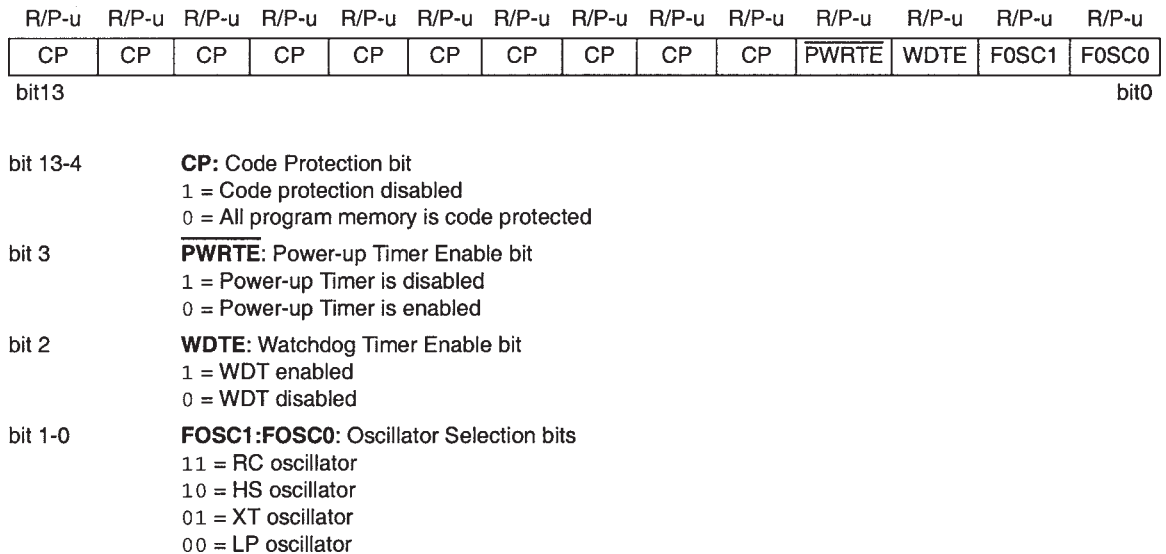 R/P-u R/P-u R/P-u R/P-u R/P-u R/P-u R/P-u R/P-u R/P-u R/P-u R/P-u R/P-u R/P-u R/P-u
CP CP CP CP CP CP CP CP CP CP PWRTE WDTE F0SC1 F0SC0
bit13 bit0
bit 13-4 CP: Code Protection bit
1 = Code protection disabled
0 = All program memory is code protected
bit 3 PWRTE: Power-up Timer Enable bit
1 = Power-up Timer is disabled
0 = Power-up Timer is enabled
bit 2 WDTE: Watchdog Timer Enable bit
1 = WDT enabled
0 = WDT disabled
bit 1-0 FOSC1:FOSC0: Oscillator Selection bits
11 = RC oscillator
10 = HS oscillator
01 = XT oscillator
00 = LP oscillator